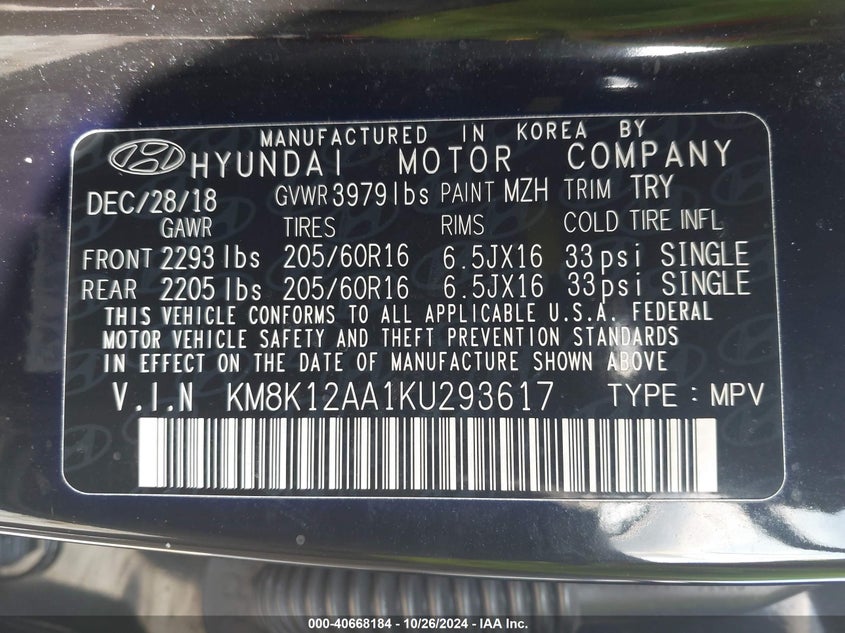 MANUFACTURED IN KOREA BY
HYUNDAI MOTOR COMPANY
DEC/28/18 GVWR 3979lbs PAINT MZH TRIM TRY
GAWR TIRES RIMS COLD TIRE INFL
FRONT 2293 lbs 205/60R16 6.5JX16 33psi SINGLE
REAR 2205 lbs 205/60R16 6.5JX16 33psi SINGLE
THIS VEHICLE CONFORMS TO ALL APPLICABLE U.S.A. FEDERAL
MOTOR VEHICLE SAFETY AND THEFT PREVENTION STANDARDS
IN EFFECT ON THE DATE OF MANUFACTURE SHOWN ABOVE
V.I.N KM8K12AA1KU293617 TYPE : MPV
000-40668184 | 10/26/2024 - IAA Inc.